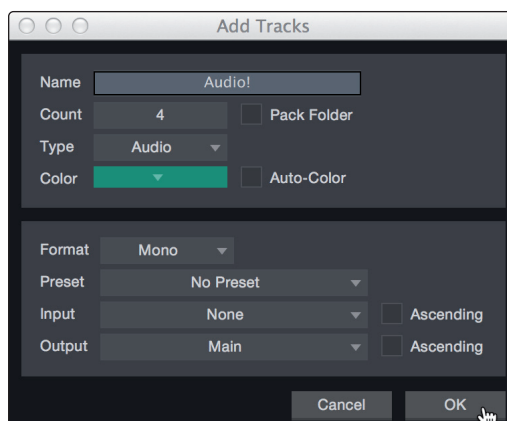 Add Tracks
Name Audio!
Count 4 Pack Folder
Type Audio
Color Auto-Color
Format Mono
Preset No Preset
Input None Ascending
Output Main Ascending
Cancel OK